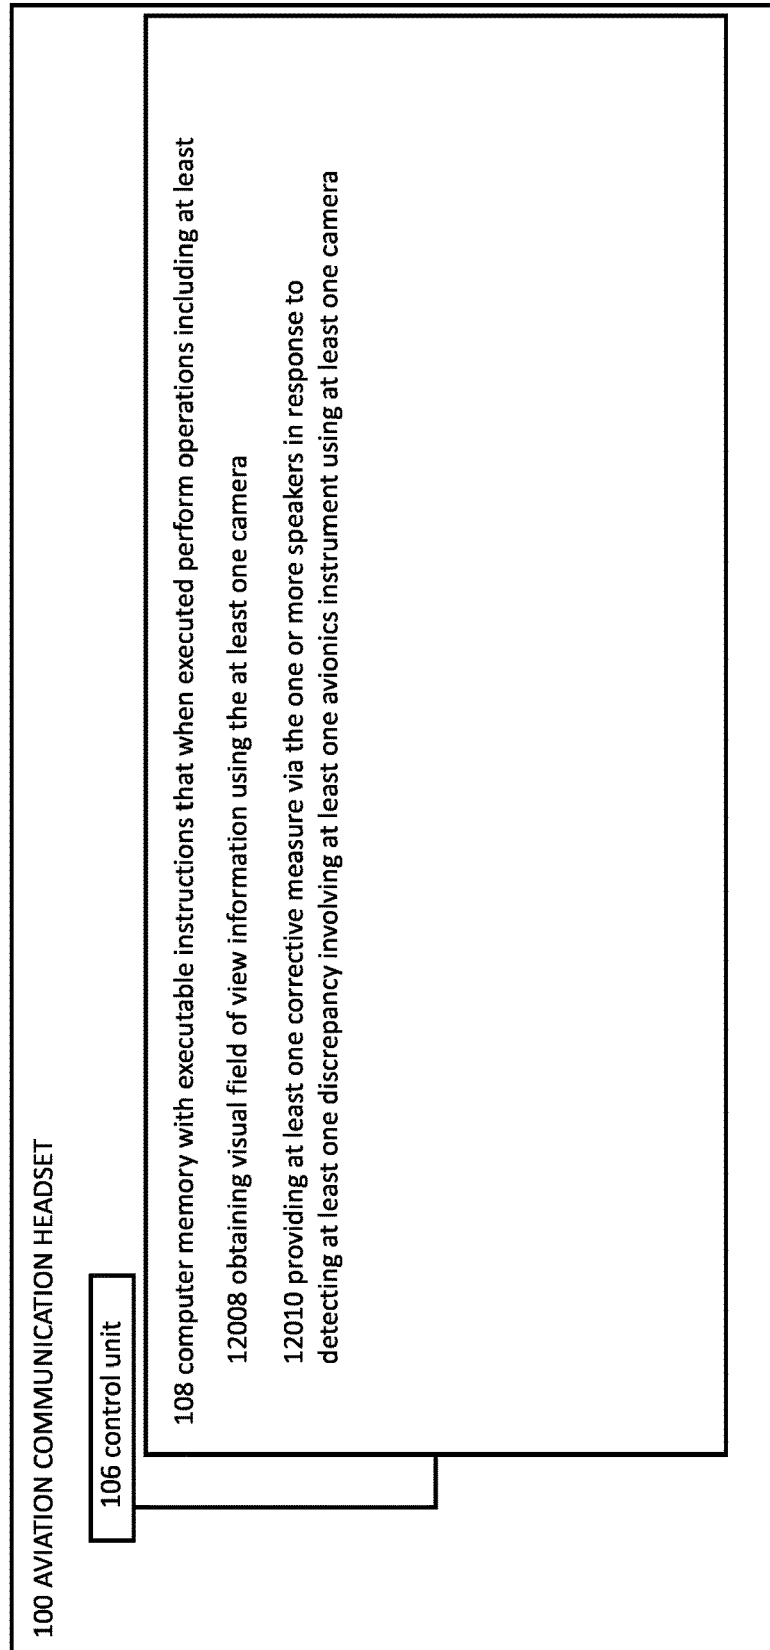 100 AVIATION COMMUNICATION HEADSET
106 control unit
108 computer memory with executable instructions that when executed perform operations including at least
12008 obtaining visual field of view information using the at least one camera
12010 providing at least one corrective measure via the one or more speakers in response to
detecting at least one discrepancy involving at least one avionics instrument using at least one camera